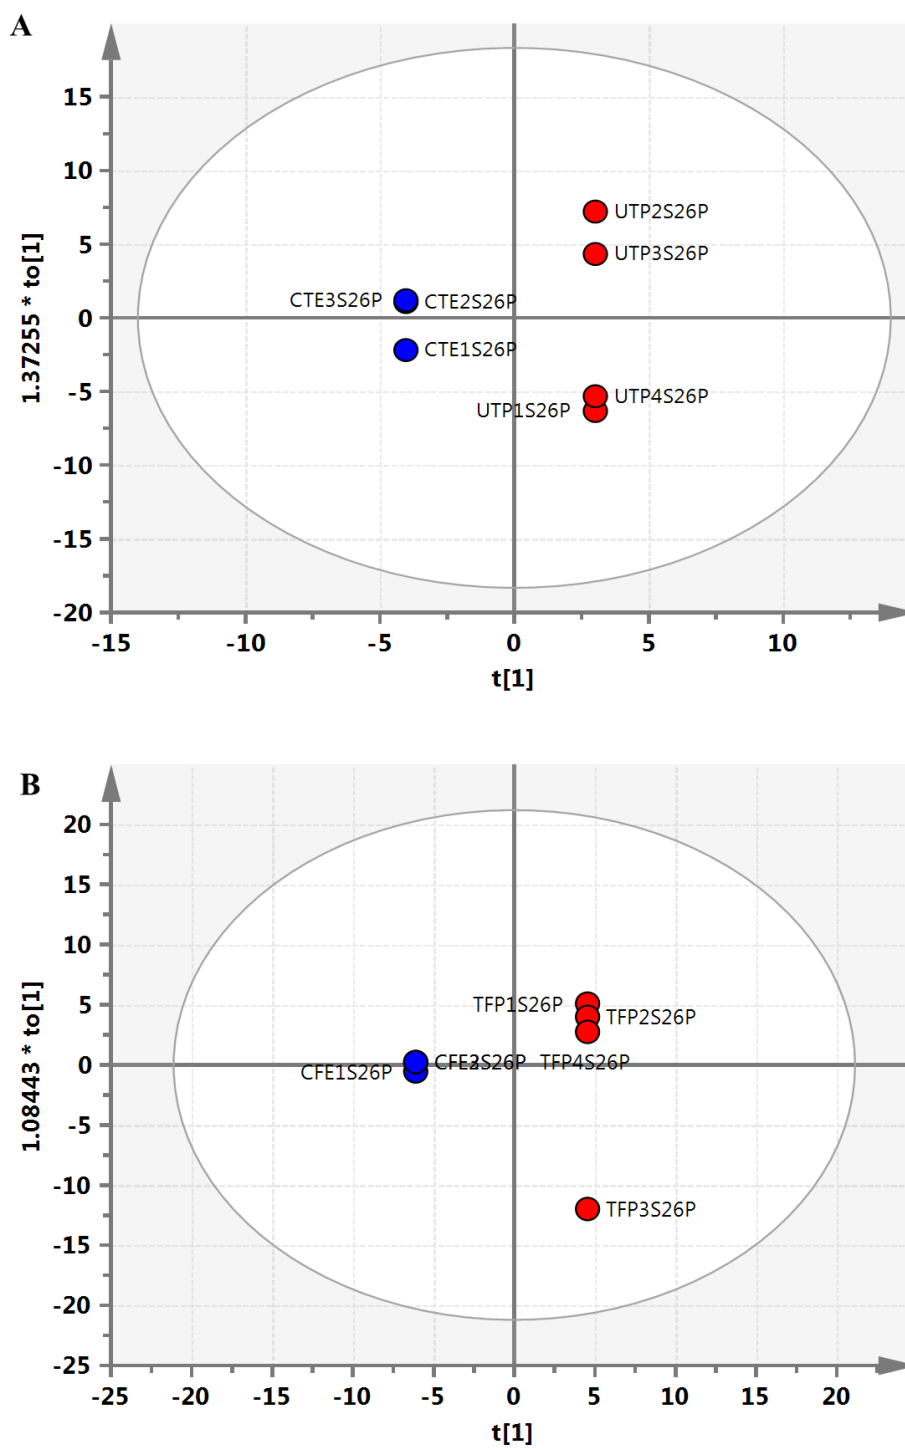 A
15
10
5
0
-5
-10
-15
-20
1.37255 * to[1]
UTP2S26P
UTP3S26P
CTE3S26P CTE2S26P
CTE1S26P
UTP4S26P
UTP1S26P
-15 -10 -5 0 5 10
t[1]
B
20
15
10
5
0
-5
-10
-15
-20
-25
1.08443 * to[1]
TFP1S26P
TFP2S26P
TFP4S26P
CFE1S26P
TFP3S26P
-25 -20 -15 -10 -5 0 5 10 15 20
t[1]